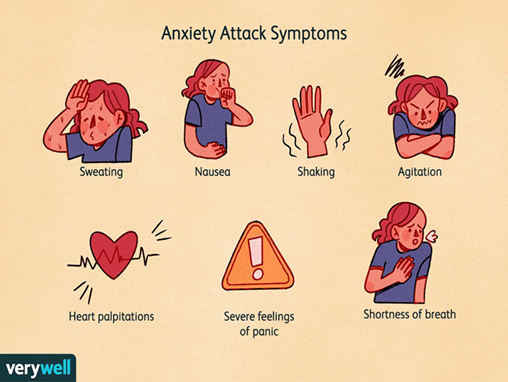 Anxiety Attack Symptoms
Sweating
Nausea
Shaking
Agitation
Heart palpitations
Severe feelings
of panic
Shortness of breath
verywell